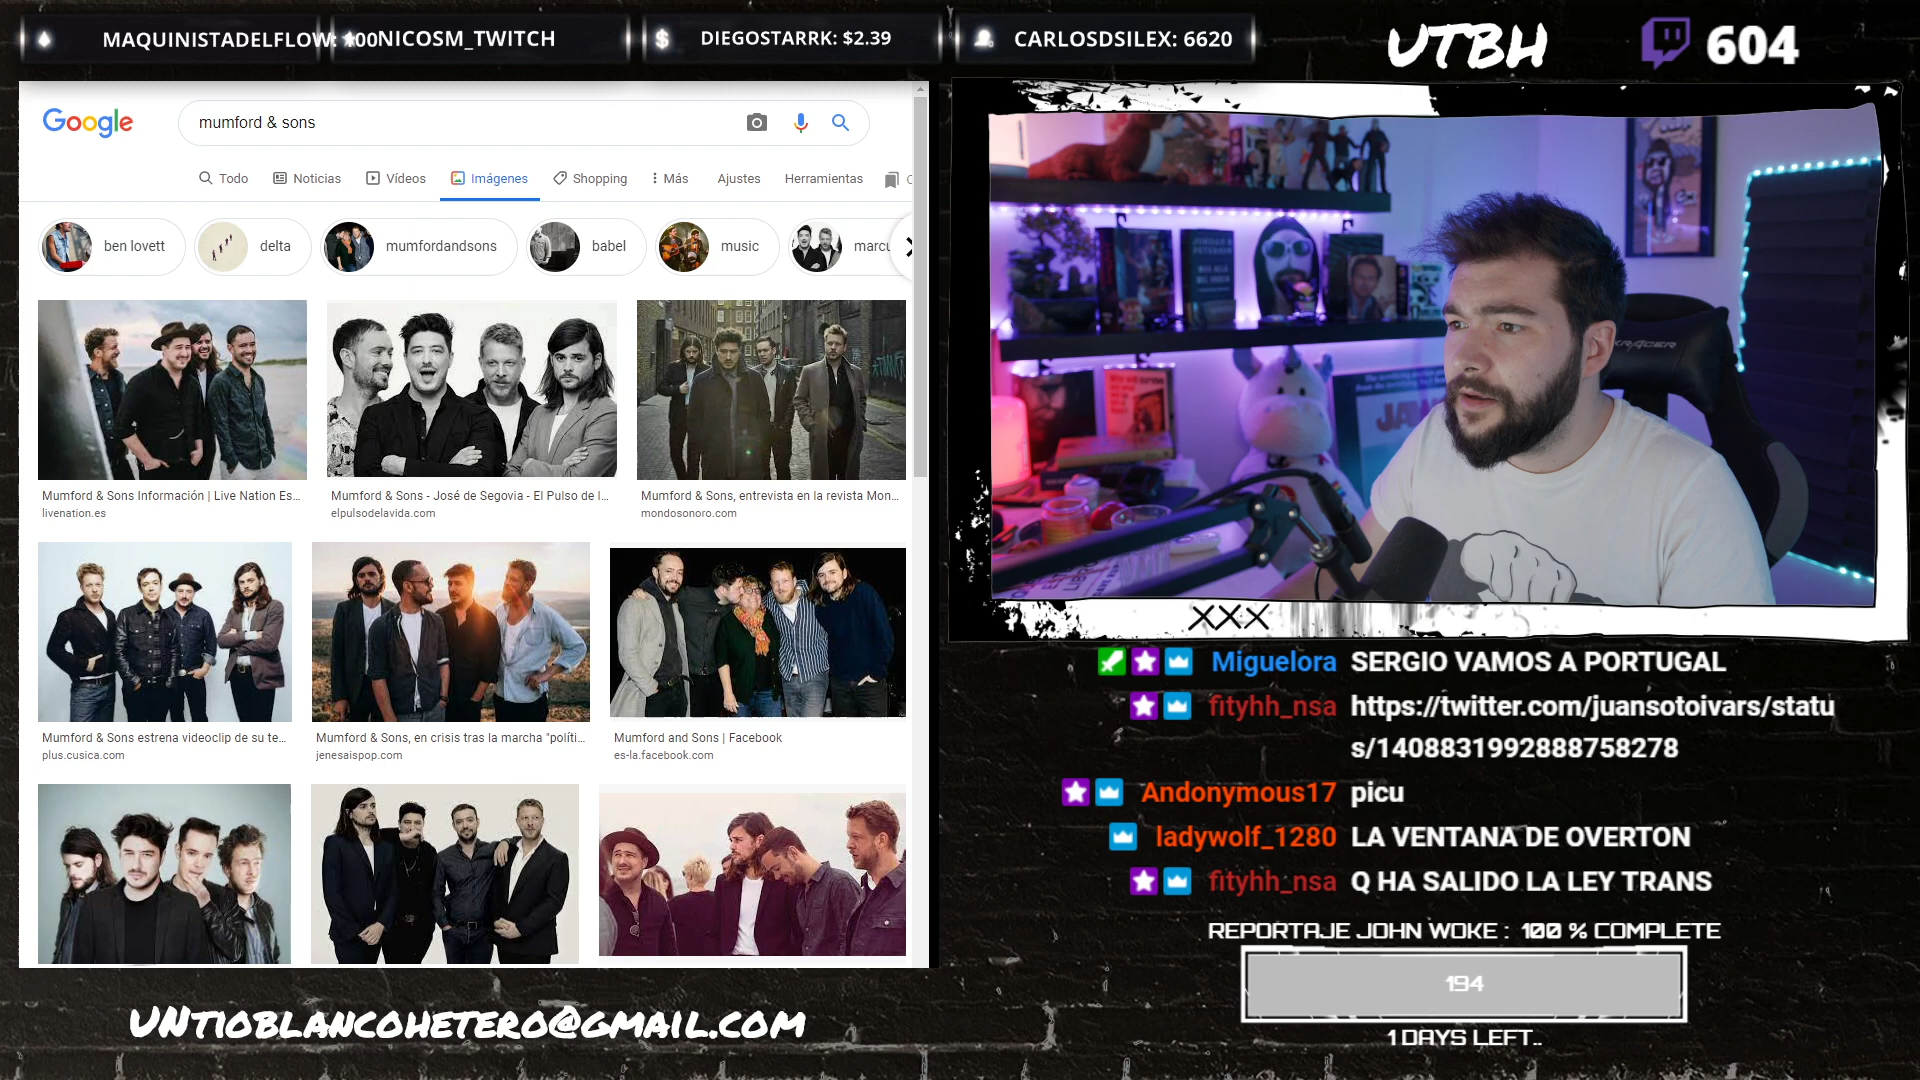 MAQUINISTADELFLOW: 100
NICOSM_TWITCH
DIEGOSTARRK: $2.39
CARLOSDSILEX: 6620
UTBH
604
Google
mumford & sons
Todo
Noticias
Vídeos
Imágenes
Shopping
Más
Ajustes
Herramientas
ben lovett
delta
mumfordandsons
babel
music
marcu
Mumford & Sons Información | Live Nation Es...
livenation.es
Mumford & Sons - José de Segovia - El Pulso de l...
elpulsodelavida.com
Mumford & Sons, entrevista en la revista Mon...
mondosonoro.com
Mumford & Sons estrena videoclip de su te...
plus.cusica.com
Mumford & Sons, en crisis tras la marcha "políti...
jenesaispop.com
Mumford and Sons | Facebook
es-la.facebook.com
XXX
Miguelora SERGIO VAMOS A PORTUGAL
fityhh_nsa https://twitter.com/juansotoivars/statu
s/1408831992888758278
Andonymous17 picu
ladywolf_1280 LA VENTANA DE OVERTON
fityhh_nsa Q HA SALIDO LA LEY TRANS
REPORTAJE JOHN WOKE : 100 % COMPLETE
194
1 DAYS LEFT..
UNTIOBLANCOHETERO@GMAIL.COM